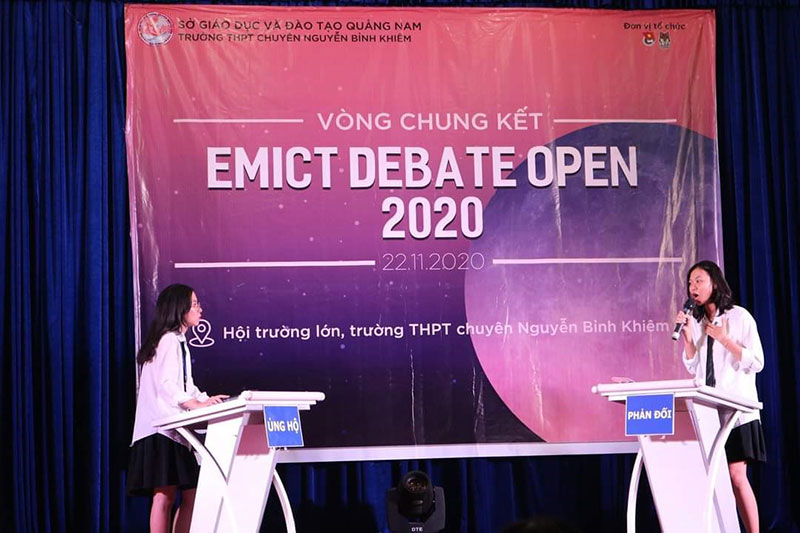 SỞ GIÁO DỤC VÀ ĐÀO TẠO QUẢNG NAM
TRƯỜNG THPT CHUYÊN NGUYỄN BỈNH KHIÊM
Đơn vị tổ chức
VÒNG CHUNG KẾT
EMICT DEBATE OPEN
2020
22.11.2020
Hội trường lớn, trường THPT chuyên Nguyễn Bỉnh Khiêm
ỦNG HỘ
PHẢN ĐỐI
DTE